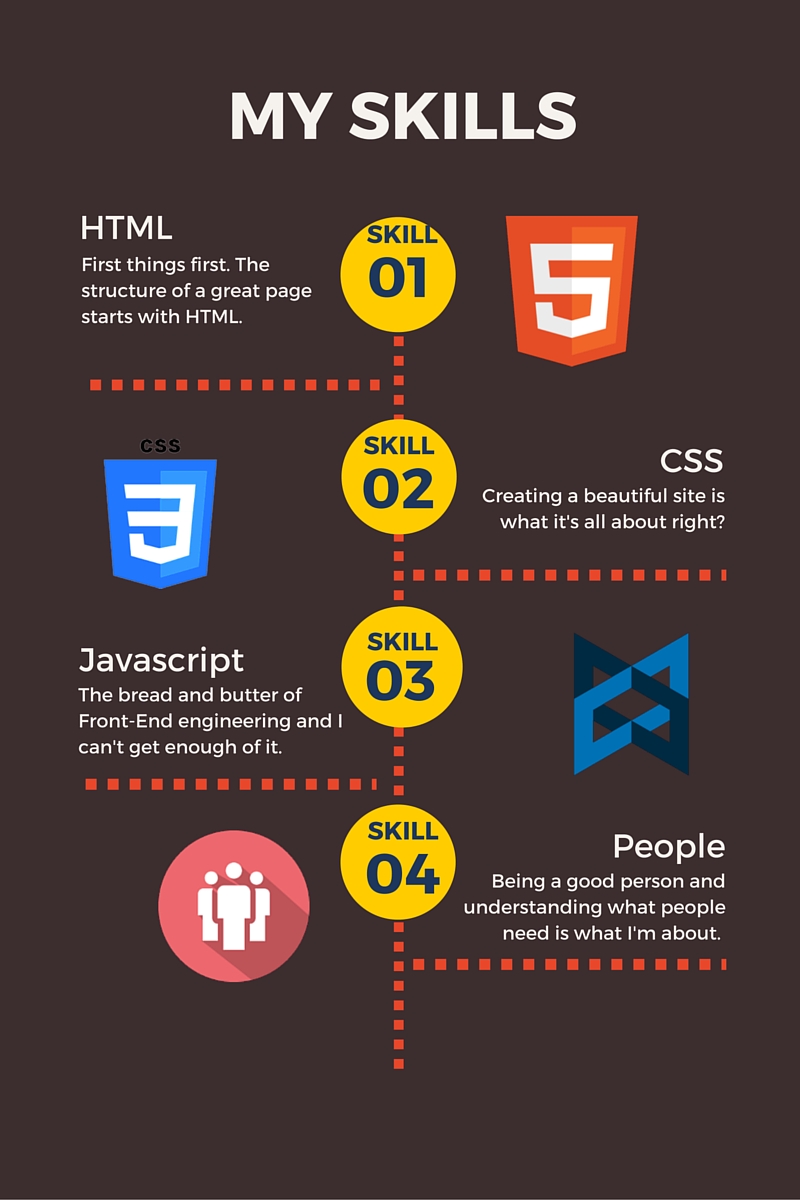 MY SKILLS
HTML
First things first. The
structure of a great page
starts with HTML.
SKILL
01
5
CSS
3
SKILL
02
CSS
Creating a beautiful site is
what it's all about right?
Javascript
The bread and butter of
Front-End engineering and I
can't get enough of it.
SKILL
03
SKILL
04
People
Being a good person and
understanding what people
need is what I'm about.